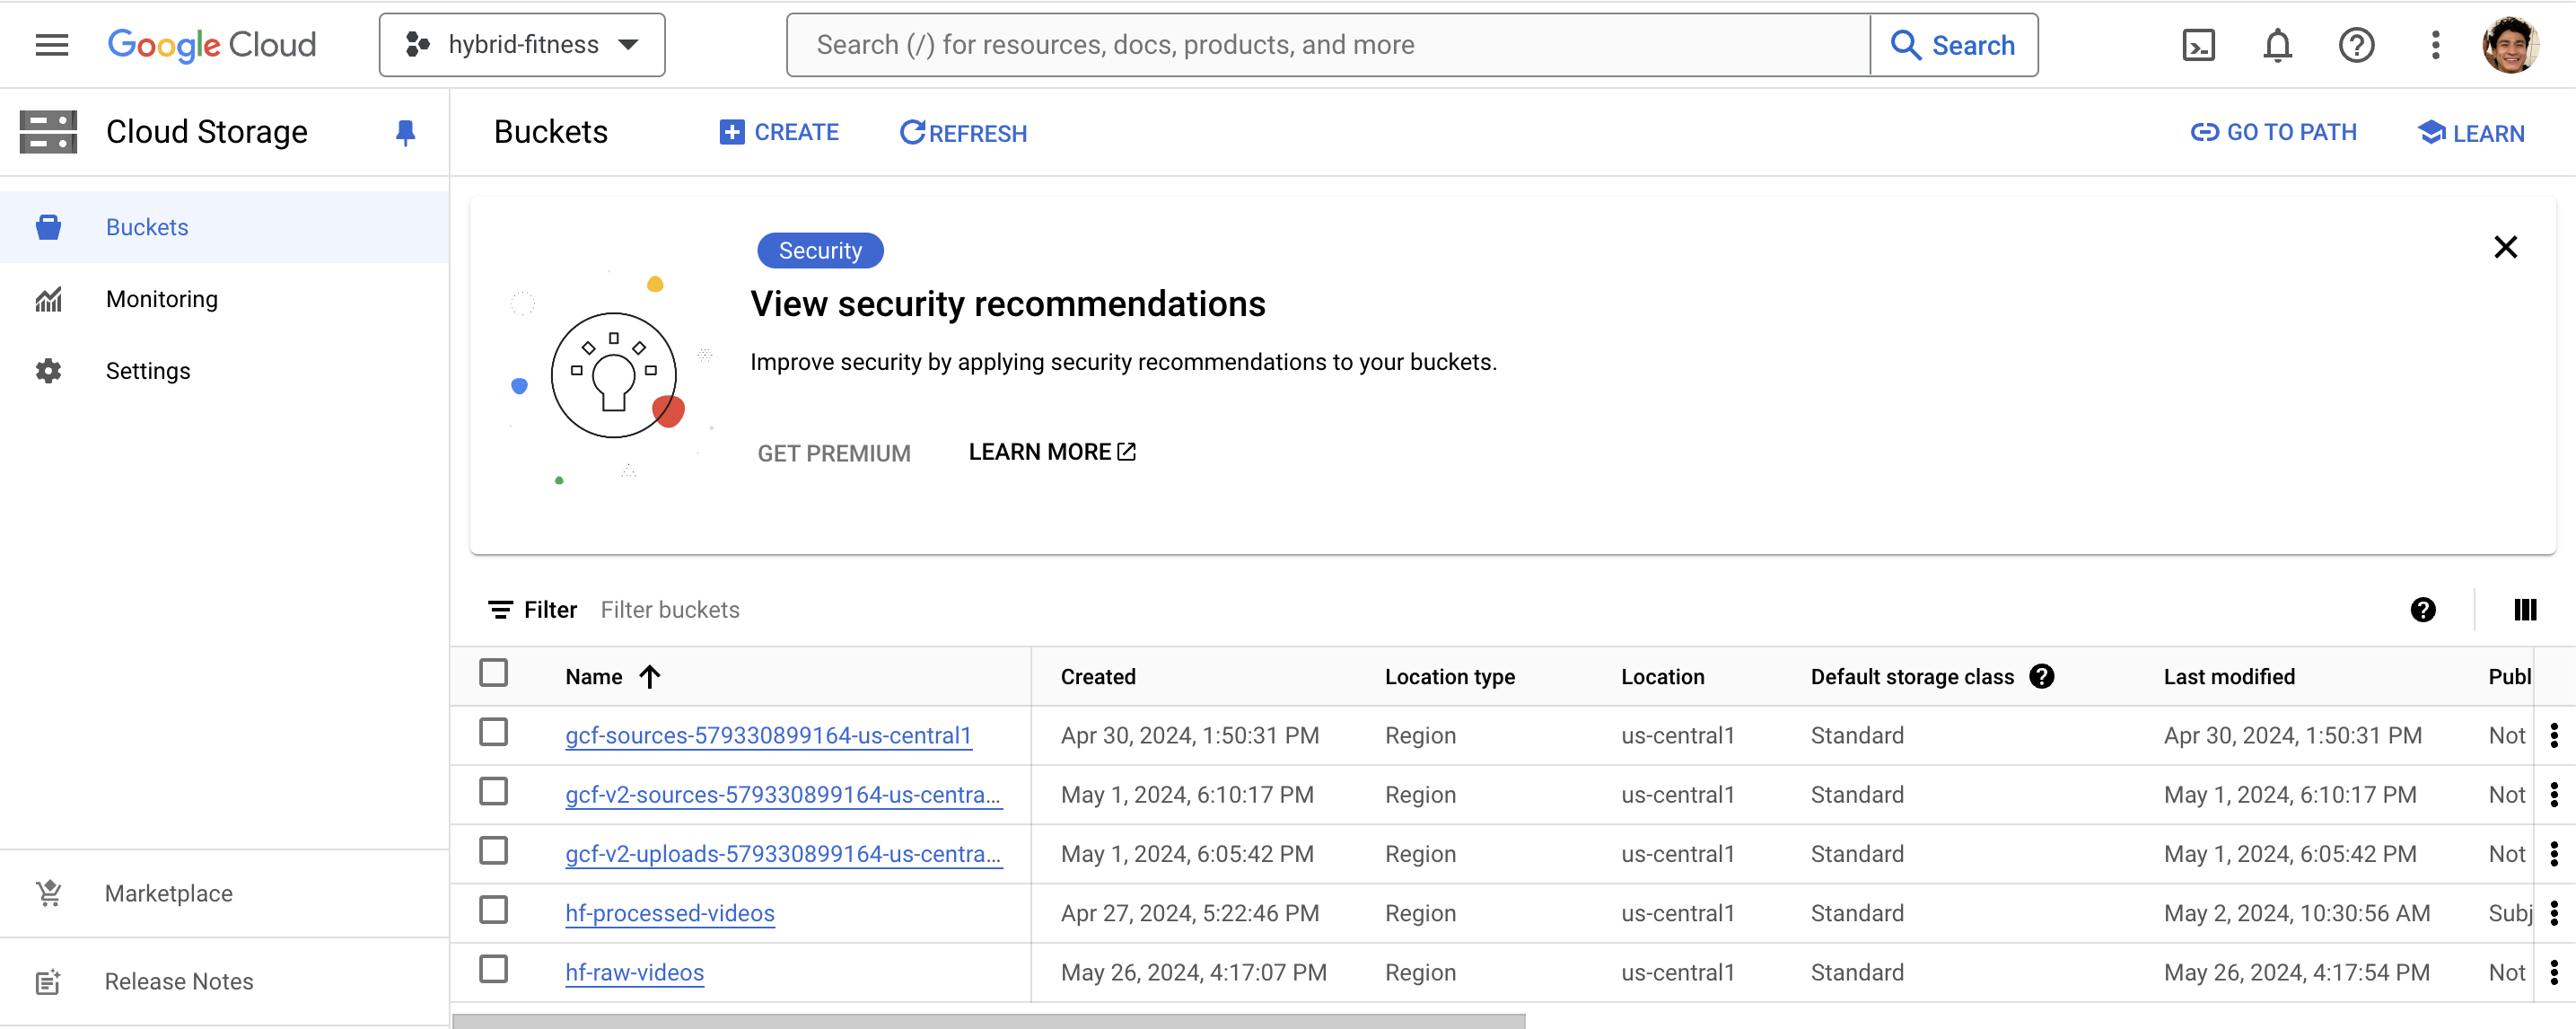 Google Cloud
hybrid-fitness
Search (/) for resources, docs, products, and more
Search
Cloud Storage
Buckets
CREATE
REFRESH
GO TO PATH
LEARN
Buckets
Monitoring
Settings
Marketplace
Release Notes
Security
View security recommendations
Improve security by applying security recommendations to your buckets.
GET PREMIUM LEARN MORE
Filter Filter buckets
Name Created Location type Location Default storage class Last modified Publ
gcf-sources-579330899164-us-central1 Apr 30, 2024, 1:50:31 PM Region us-central1 Standard Apr 30, 2024, 1:50:31 PM Not
gcf-v2-sources-579330899164-us-centra... May 1, 2024, 6:10:17 PM Region us-central1 Standard May 1, 2024, 6:10:17 PM Not
gcf-v2-uploads-579330899164-us-centra... May 1, 2024, 6:05:42 PM Region us-central1 Standard May 1, 2024, 6:05:42 PM Not
hf-processed-videos Apr 27, 2024, 5:22:46 PM Region us-central1 Standard May 2, 2024, 10:30:56 AM Subj
hf-raw-videos May 26, 2024, 4:17:07 PM Region us-central1 Standard May 26, 2024, 4:17:54 PM Not